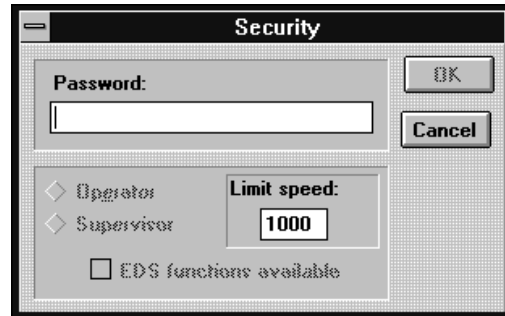 Security
Password:
OK
Cancel
Operator
Supervisor
Limit speed:
1000
EDS functions available